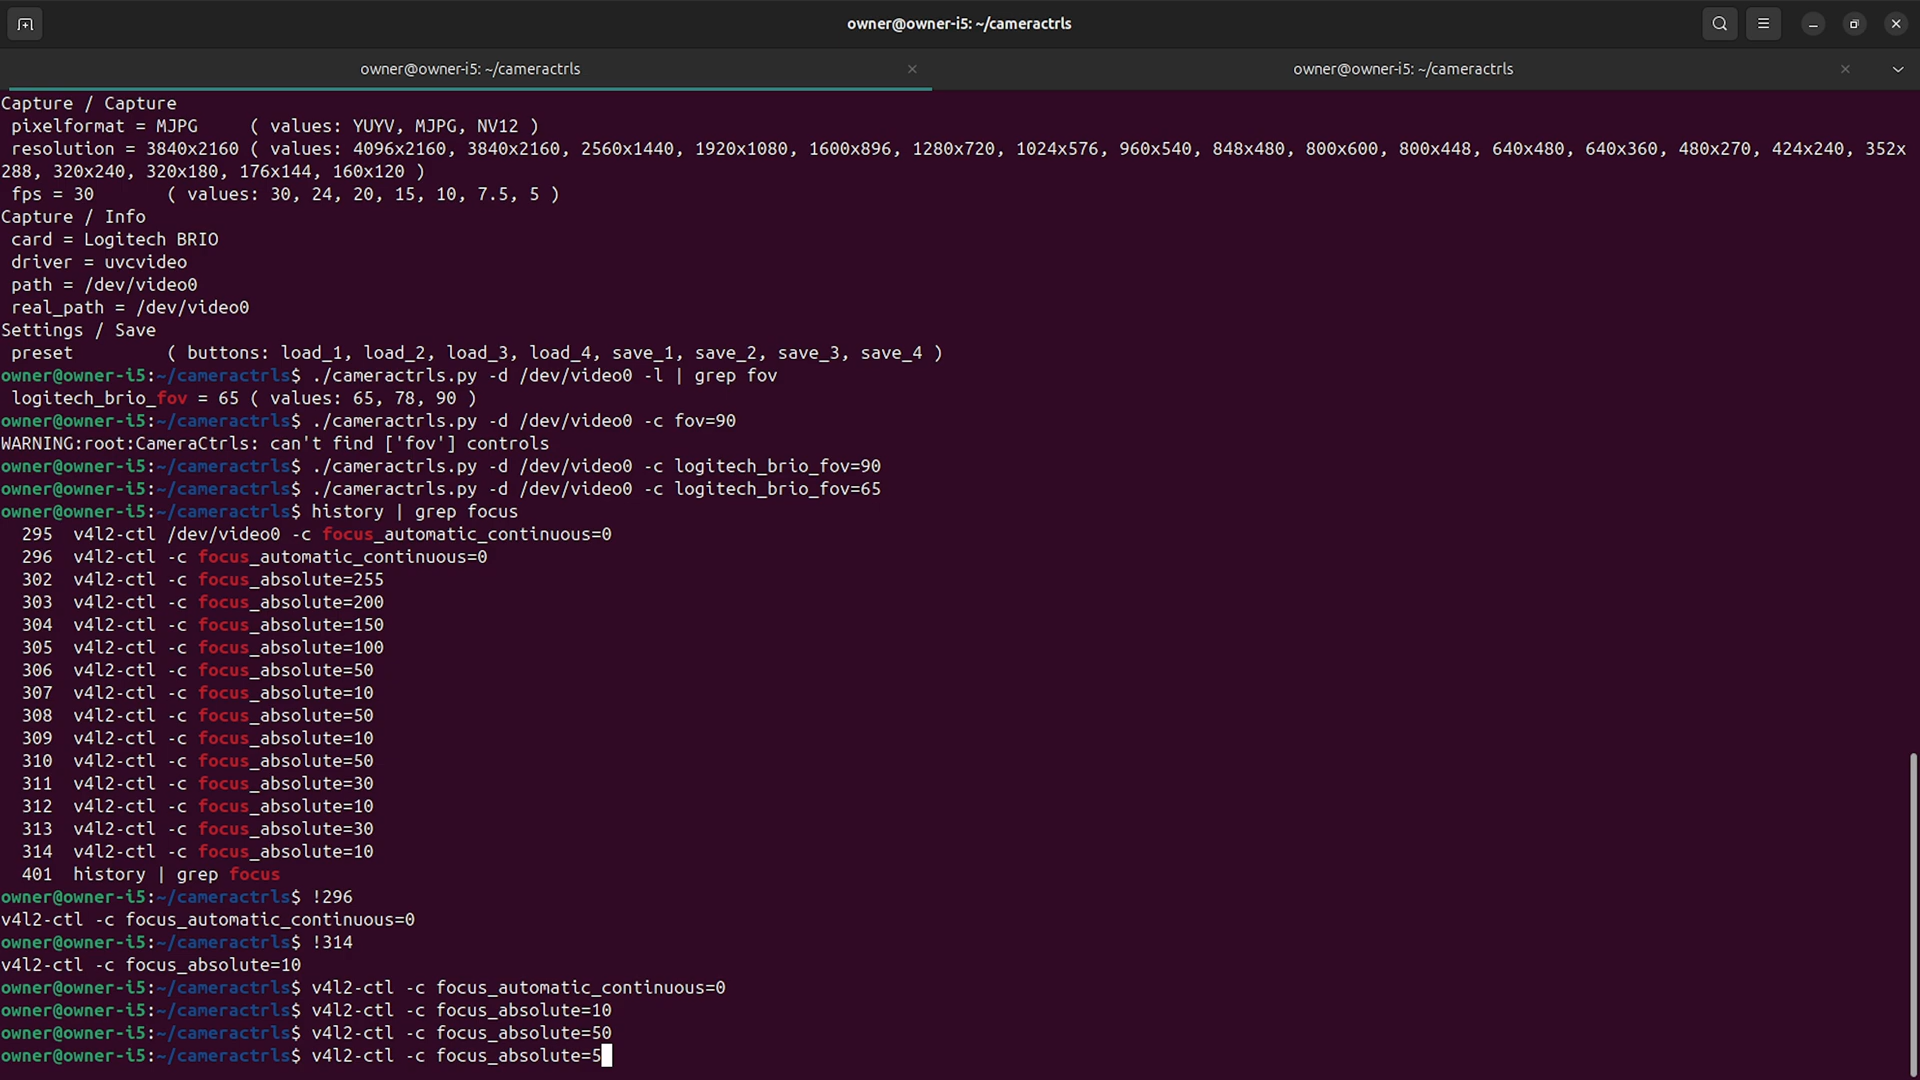 owner@owner-i5: ~/cameractrls
owner@owner-i5: ~/cameractrls
owner@owner-i5: ~/cameractrls
Capture / Capture
 pixelformat = MJPG     ( values: YUYV, MJPG, NV12 )
 resolution = 3840x2160 ( values: 4096x2160, 3840x2160, 2560x1440, 1920x1080, 1600x896, 1280x720, 1024x576, 960x540, 848x480, 800x600, 800x448, 640x480, 640x360, 480x270, 424x240, 352x
288, 320x240, 320x180, 176x144, 160x120 )
 fps = 30       ( values: 30, 24, 20, 15, 10, 7.5, 5 )
Capture / Info
 card = Logitech BRIO
 driver = uvcvideo
 path = /dev/video0
 real_path = /dev/video0
Settings / Save
 preset         ( buttons: load_1, load_2, load_3, load_4, save_1, save_2, save_3, save_4 )
owner@owner-i5:~/cameractrls$ ./cameractrls.py -d /dev/video0 -l | grep fov
 logitech_brio_fov = 65 ( values: 65, 78, 90 )
owner@owner-i5:~/cameractrls$ ./cameractrls.py -d /dev/video0 -c fov=90
WARNING:root:CameraCtrls: can't find ['fov'] controls
owner@owner-i5:~/cameractrls$ ./cameractrls.py -d /dev/video0 -c logitech_brio_fov=90
owner@owner-i5:~/cameractrls$ ./cameractrls.py -d /dev/video0 -c logitech_brio_fov=65
owner@owner-i5:~/cameractrls$ history | grep focus
  295  v4l2-ctl /dev/video0 -c focus_automatic_continuous=0
  296  v4l2-ctl -c focus_automatic_continuous=0
  302  v4l2-ctl -c focus_absolute=255
  303  v4l2-ctl -c focus_absolute=200
  304  v4l2-ctl -c focus_absolute=150
  305  v4l2-ctl -c focus_absolute=100
  306  v4l2-ctl -c focus_absolute=50
  307  v4l2-ctl -c focus_absolute=10
  308  v4l2-ctl -c focus_absolute=50
  309  v4l2-ctl -c focus_absolute=10
  310  v4l2-ctl -c focus_absolute=50
  311  v4l2-ctl -c focus_absolute=30
  312  v4l2-ctl -c focus_absolute=10
  313  v4l2-ctl -c focus_absolute=30
  314  v4l2-ctl -c focus_absolute=10
  401  history | grep focus
owner@owner-i5:~/cameractrls$ !296
v4l2-ctl -c focus_automatic_continuous=0
owner@owner-i5:~/cameractrls$ !314
v4l2-ctl -c focus_absolute=10
owner@owner-i5:~/cameractrls$ v4l2-ctl -c focus_automatic_continuous=0
owner@owner-i5:~/cameractrls$ v4l2-ctl -c focus_absolute=10
owner@owner-i5:~/cameractrls$ v4l2-ctl -c focus_absolute=50
owner@owner-i5:~/cameractrls$ v4l2-ctl -c focus_absolute=5